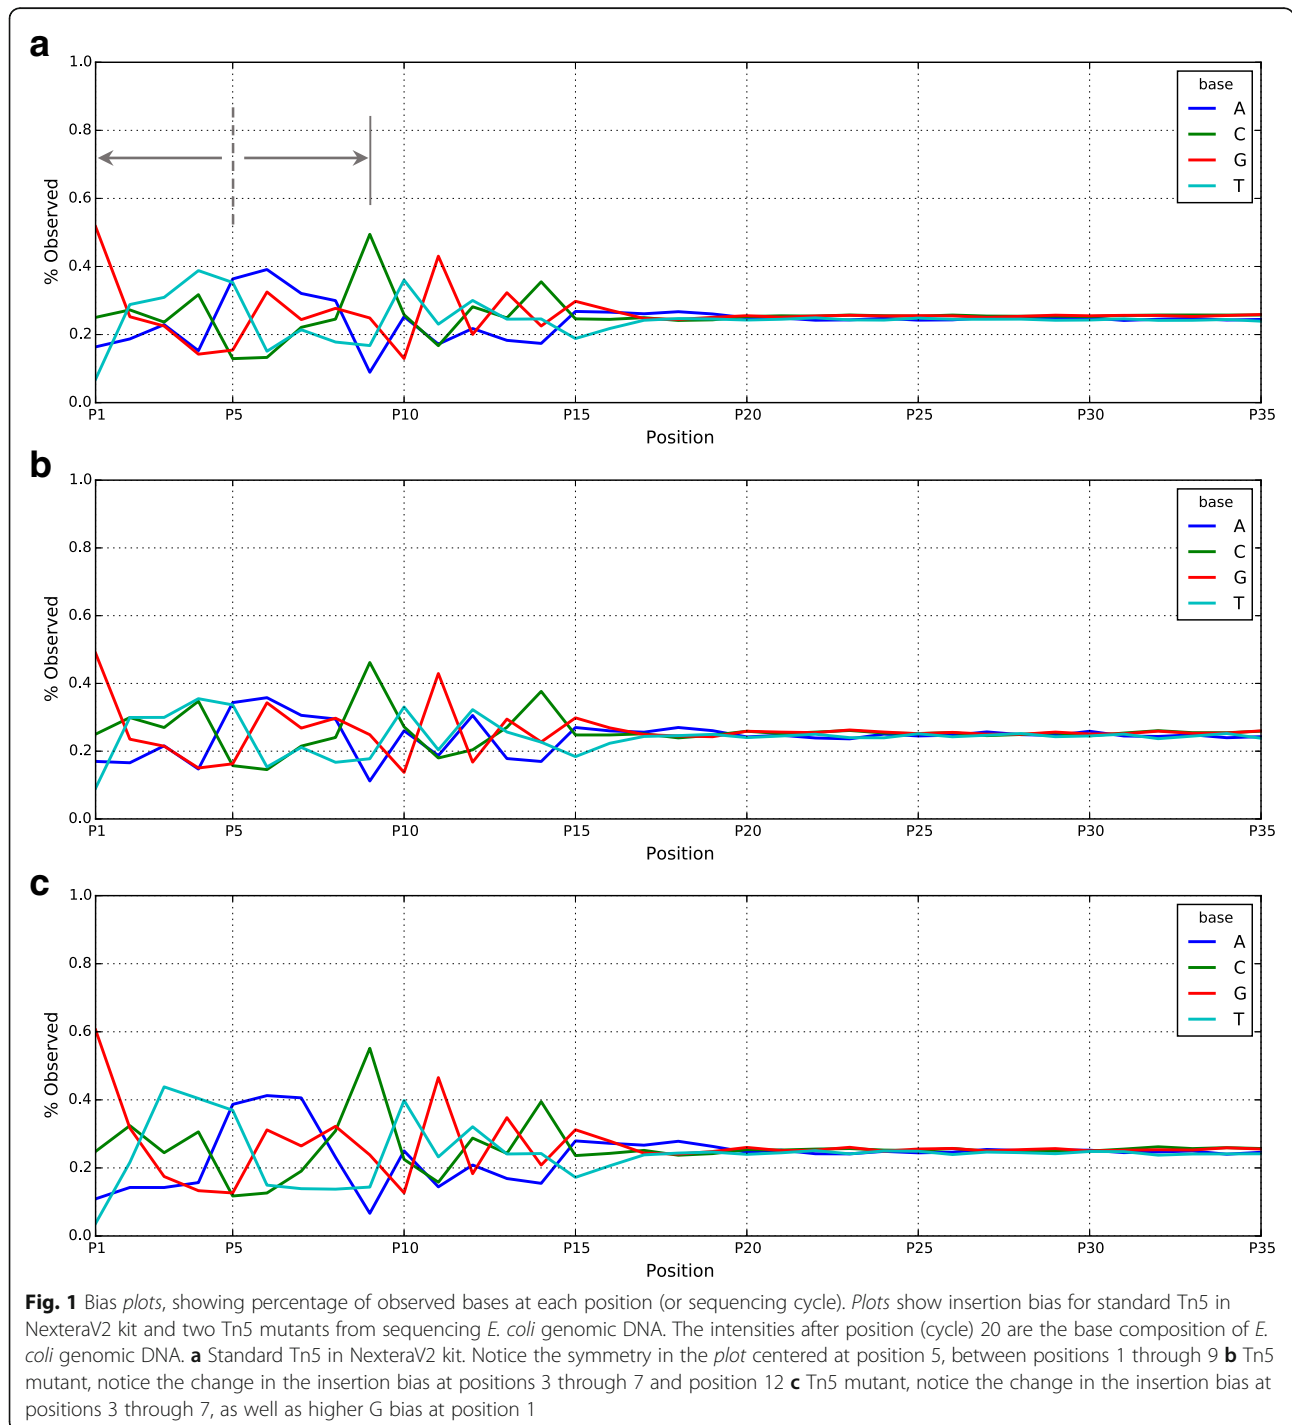 a
1.0
0.8
0.6
0.4
0.2
0.0
% Observed
P1 P5 P10 P15 P20 P25 P30 P35
Position
base
A
C
G
T
b
1.0
0.8
0.6
0.4
0.2
0.0
% Observed
P1 P5 P10 P15 P20 P25 P30 P35
Position
base
A
C
G
T
c
1.0
0.8
0.6
0.4
0.2
0.0
% Observed
P1 P5 P10 P15 P20 P25 P30 P35
Position
base
A
C
G
T
Fig. 1 Bias plots, showing percentage of observed bases at each position (or sequencing cycle). Plots show insertion bias for standard Tn5 in
NexteraV2 kit and two Tn5 mutants from sequencing E. coli genomic DNA. The intensities after position (cycle) 20 are the base composition of E.
coli genomic DNA. a Standard Tn5 in NexteraV2 kit. Notice the symmetry in the plot centered at position 5, between positions 1 through 9 b Tn5
mutant, notice the change in the insertion bias at positions 3 through 7 and position 12 c Tn5 mutant, notice the change in the insertion bias at
positions 3 through 7, as well as higher G bias at position 1